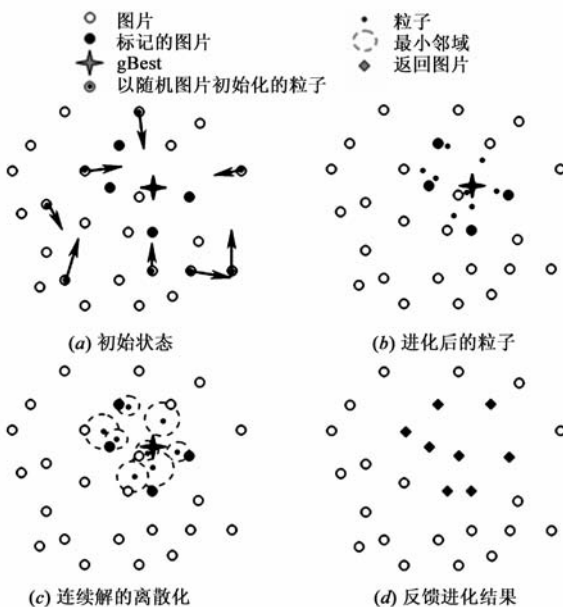 图片
标记的图片
gBest
以随机图片初始化的粒子
粒子
最小邻域
返回图片
(a) 初始状态
(b) 进化后的粒子
(c) 连续解的离散化
(d) 反馈进化结果